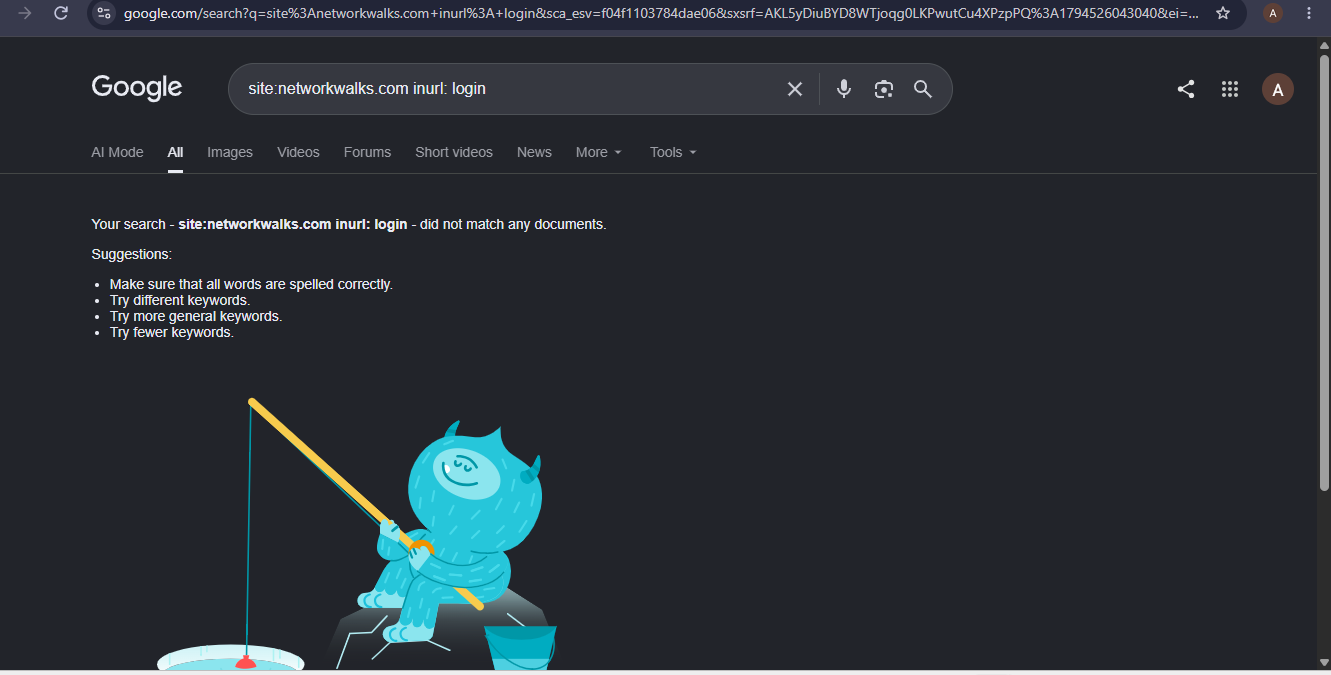 google.com/search?q=site%3Anetworkwalks.com+inurl%3A+login&sca_esv=f04f1103784dae06&sxsrf=AKL5yDiuBYD8WTjoqg0LKPwutCu4XPzpPQ%3A1794526043040&ei=...
A
Google
site:networkwalks.com inurl: login
A
AI Mode
All
Images
Videos
Forums
Short videos
News
More
Tools
Your search - site:networkwalks.com inurl: login - did not match any documents.
Suggestions:
• Make sure that all words are spelled correctly.
• Try different keywords.
• Try more general keywords.
• Try fewer keywords.